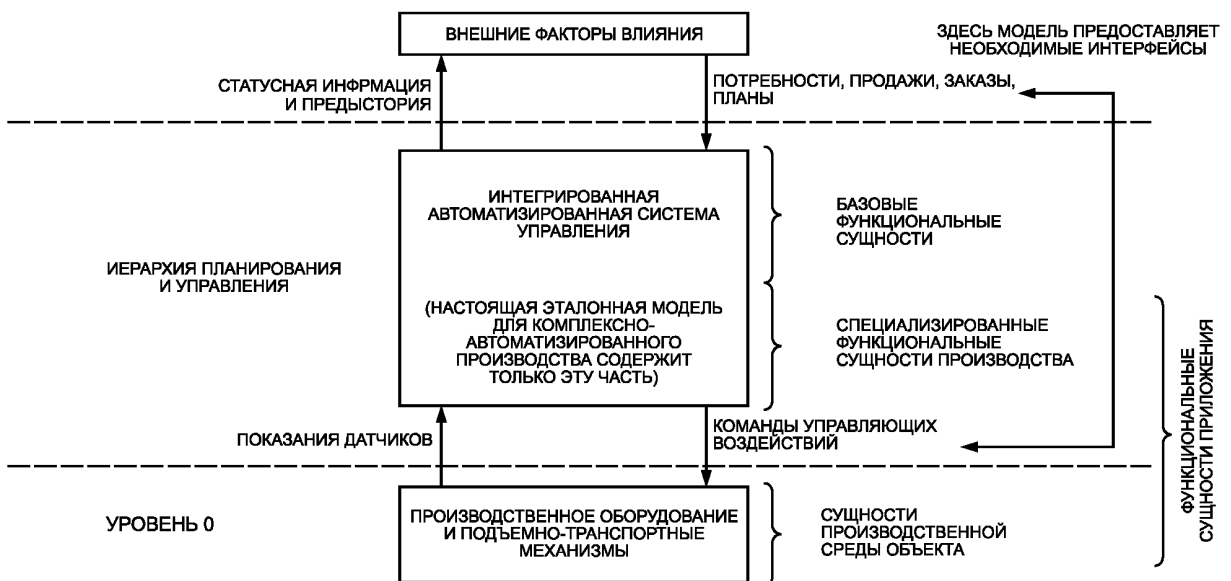 ВНЕШНИЕ ФАКТОРЫ ВЛИЯНИЯ
ЗДЕСЬ МОДЕЛЬ ПРЕДОСТАВЛЯЕТ
НЕОБХОДИМЫЕ ИНТЕРФЕЙСЫ
СТАТУСНАЯ ИНФРМАЦИЯ
И ПРЕДЫСТОРИЯ
ПОТРЕБНОСТИ, ПРОДАЖИ, ЗАКАЗЫ,
ПЛАНЫ
ИЕРАРХИЯ ПЛАНИРОВАНИЯ
И УПРАВЛЕНИЯ
ИНТЕГРИРОВАННАЯ
АВТОМАТИЗИРОВАННАЯ СИСТЕМА
УПРАВЛЕНИЯ
(НАСТОЯЩАЯ ЭТАЛОННАЯ МОДЕЛЬ
ДЛЯ КОМПЛЕКСНО-
АВТОМАТИЗИРОВАННОГО
ПРОИЗВОДСТВА СОДЕРЖИТ
ТОЛЬКО ЭТУ ЧАСТЬ)
БАЗОВЫЕ
ФУНКЦИОНАЛЬНЫЕ
СУЩНОСТИ
СПЕЦИАЛИЗИРОВАННЫЕ
ФУНКЦИОНАЛЬНЫЕ
СУЩНОСТИ ПРОИЗВОДСТВА
ПОКАЗАНИЯ ДАТЧИКОВ
КОМАНДЫ УПРАВЛЯЮЩИХ
ВОЗДЕЙСТВИЙ
УРОВЕНЬ 0
ПРОИЗВОДСТВЕННОЕ ОБОРУДОВАНИЕ
И ПОДЪЕМНО-ТРАНСПОРТНЫЕ
МЕХАНИЗМЫ
СУЩНОСТИ
ПРОИЗВОДСТВЕННОЙ
СРЕДЫ ОБЪЕКТА
ФУНКЦИОНАЛЬНЫЕ
СУЩНОСТИ ПРИЛОЖЕНИЯ